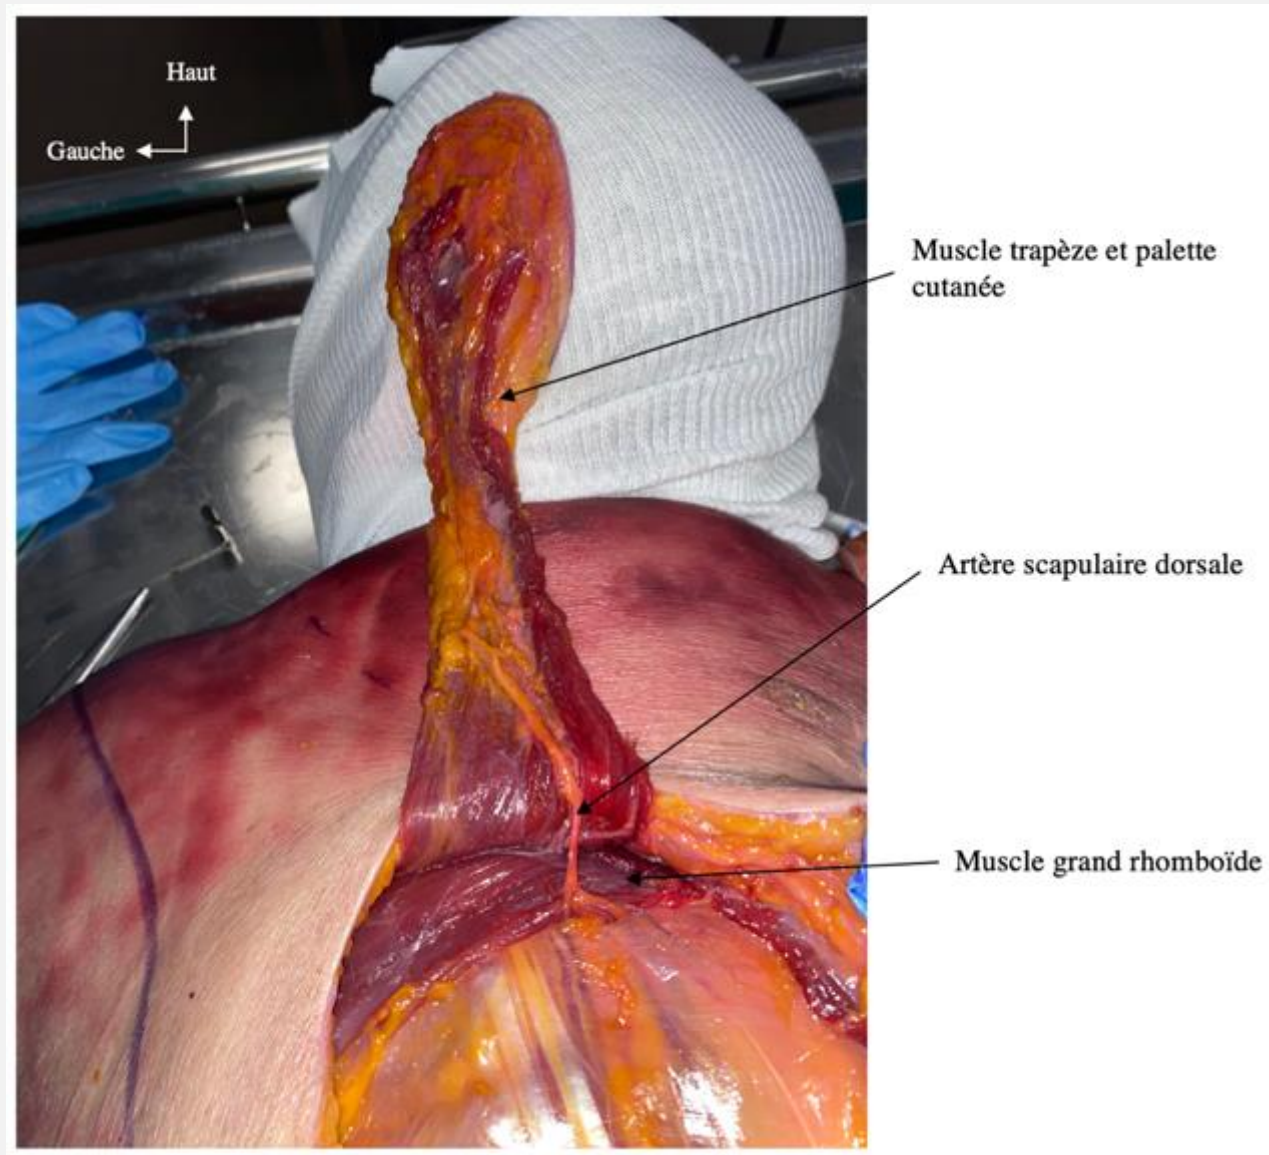 Haut
Gauche
Muscle trapèze et palette
cutanée
Artère scapulaire dorsale
Muscle grand rhomboïde